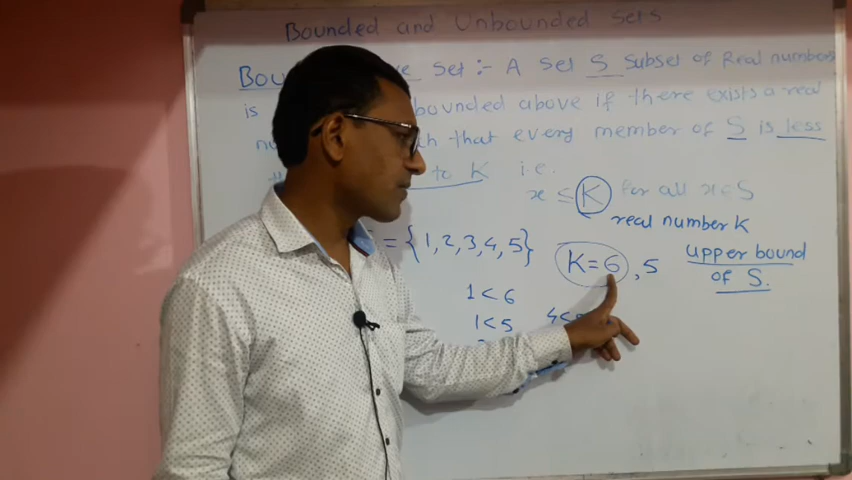 Bounded and Unbounded Sets
Set :- A set S subset of Real numbers
is bounded above if there exists a real
that every member of S is less
to K i.e.
x ≤ K for all x ∈ S
real number K
= {1, 2, 3, 4, 5} K = 6, 5 upper bound
of S.
1 < 6
1 < 5 4 <